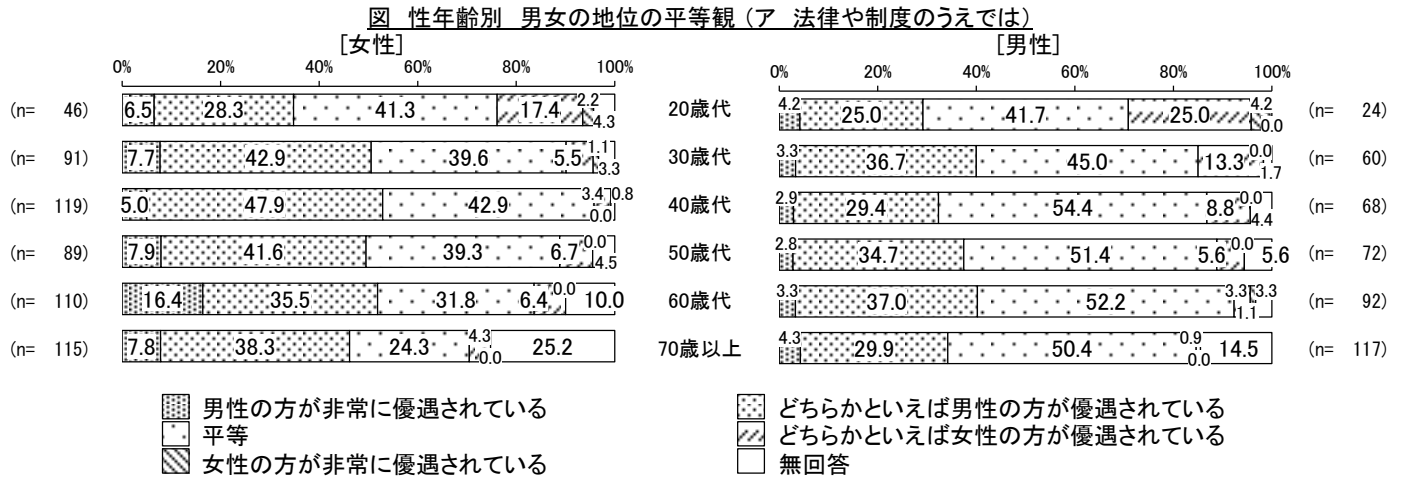 図 性年齢別 男女の地位の平等観（ア 法律や制度のうえでは）
[女性] [男性]
0% 20% 40% 60% 80% 100% 0% 20% 40% 60% 80% 100%
(n= 46) 6.5 28.3 41.3 17.4 2.2 4.3 20歳代 4.2 25.0 41.7 25.0 4.2 0.0 (n= 24)
(n= 91) 7.7 42.9 39.6 5.5 1.1 3.3 30歳代 3.3 36.7 45.0 13.3 0.0 1.7 (n= 60)
(n= 119) 5.0 47.9 42.9 3.4 0.0 0.8 40歳代 2.9 29.4 54.4 8.8 0.0 4.4 (n= 68)
(n= 89) 7.9 41.6 39.3 6.7 0.0 4.5 50歳代 2.8 34.7 51.4 5.6 0.0 5.6 (n= 72)
(n= 110) 16.4 35.5 31.8 6.4 0.0 10.0 60歳代 3.3 37.0 52.2 3.3 1.1 3.3 (n= 92)
(n= 115) 7.8 38.3 24.3 4.3 0.0 25.2 70歳以上 4.3 29.9 50.4 0.9 0.0 14.5 (n= 117)
男性の方が非常に優遇されている どちらかといえば男性の方が優遇されている
平等 どちらかといえば女性の方が優遇されている
女性の方が非常に優遇されている 無回答